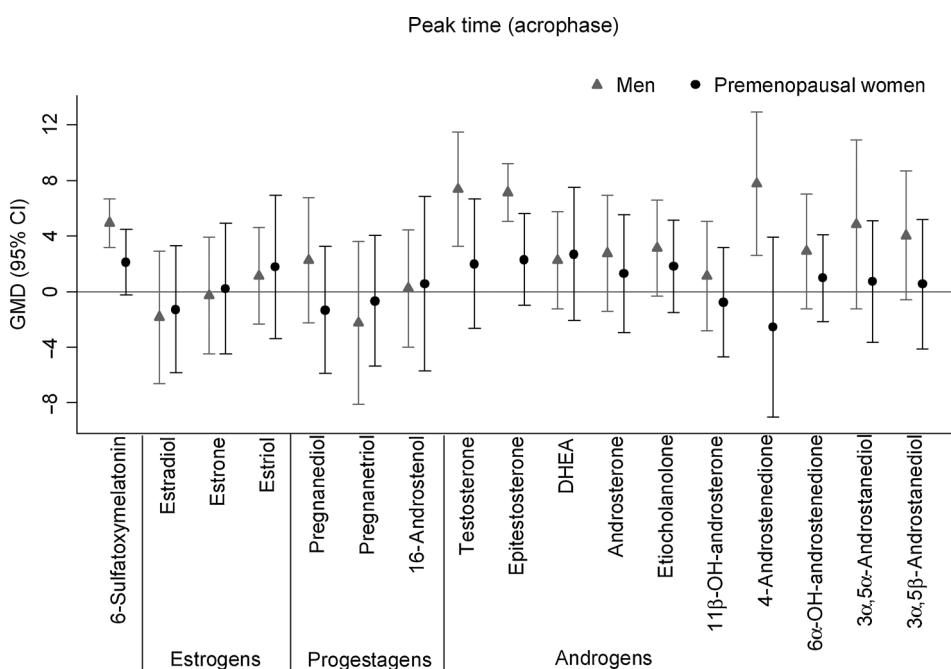 Peak time (acrophase)
Men
Premenopausal women
GMD (95% CI)
12
8
4
0
−4
−8
6-Sulfatoxymelatonin
Estradiol
Estrone
Estriol
Pregnanediol
Pregnanetriol
16-Androstenol
Testosterone
Epitestosterone
DHEA
Androsterone
Etiocholanolone
11β-OH-androsterone
4-Androstenedione
6α-OH-androstenedione
3α,5α-Androstanediol
3α,5β-Androstanediol
Estrogens
Progestagens
Androgens